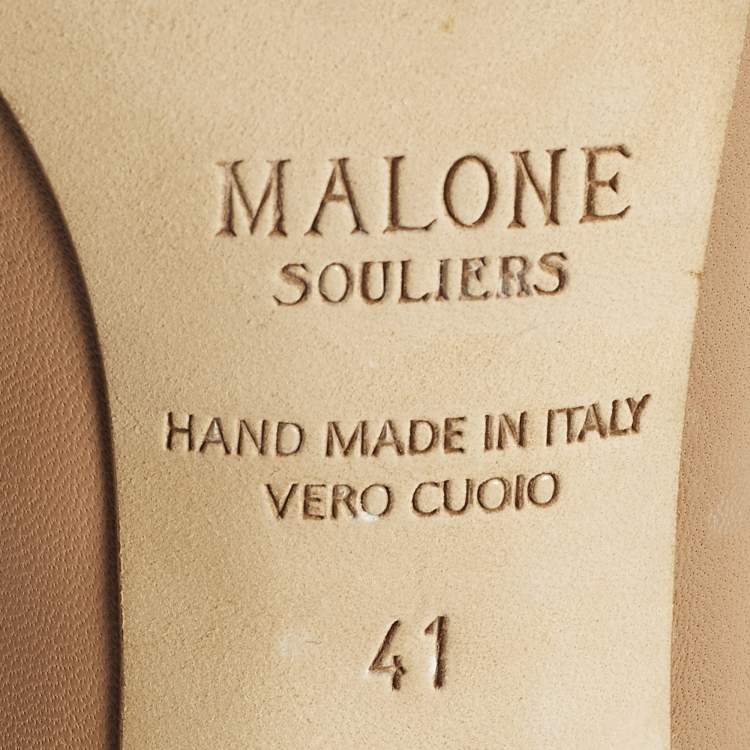 MALONE
SOULIERS
HAND MADE IN ITALY
VERO CUOIO
41